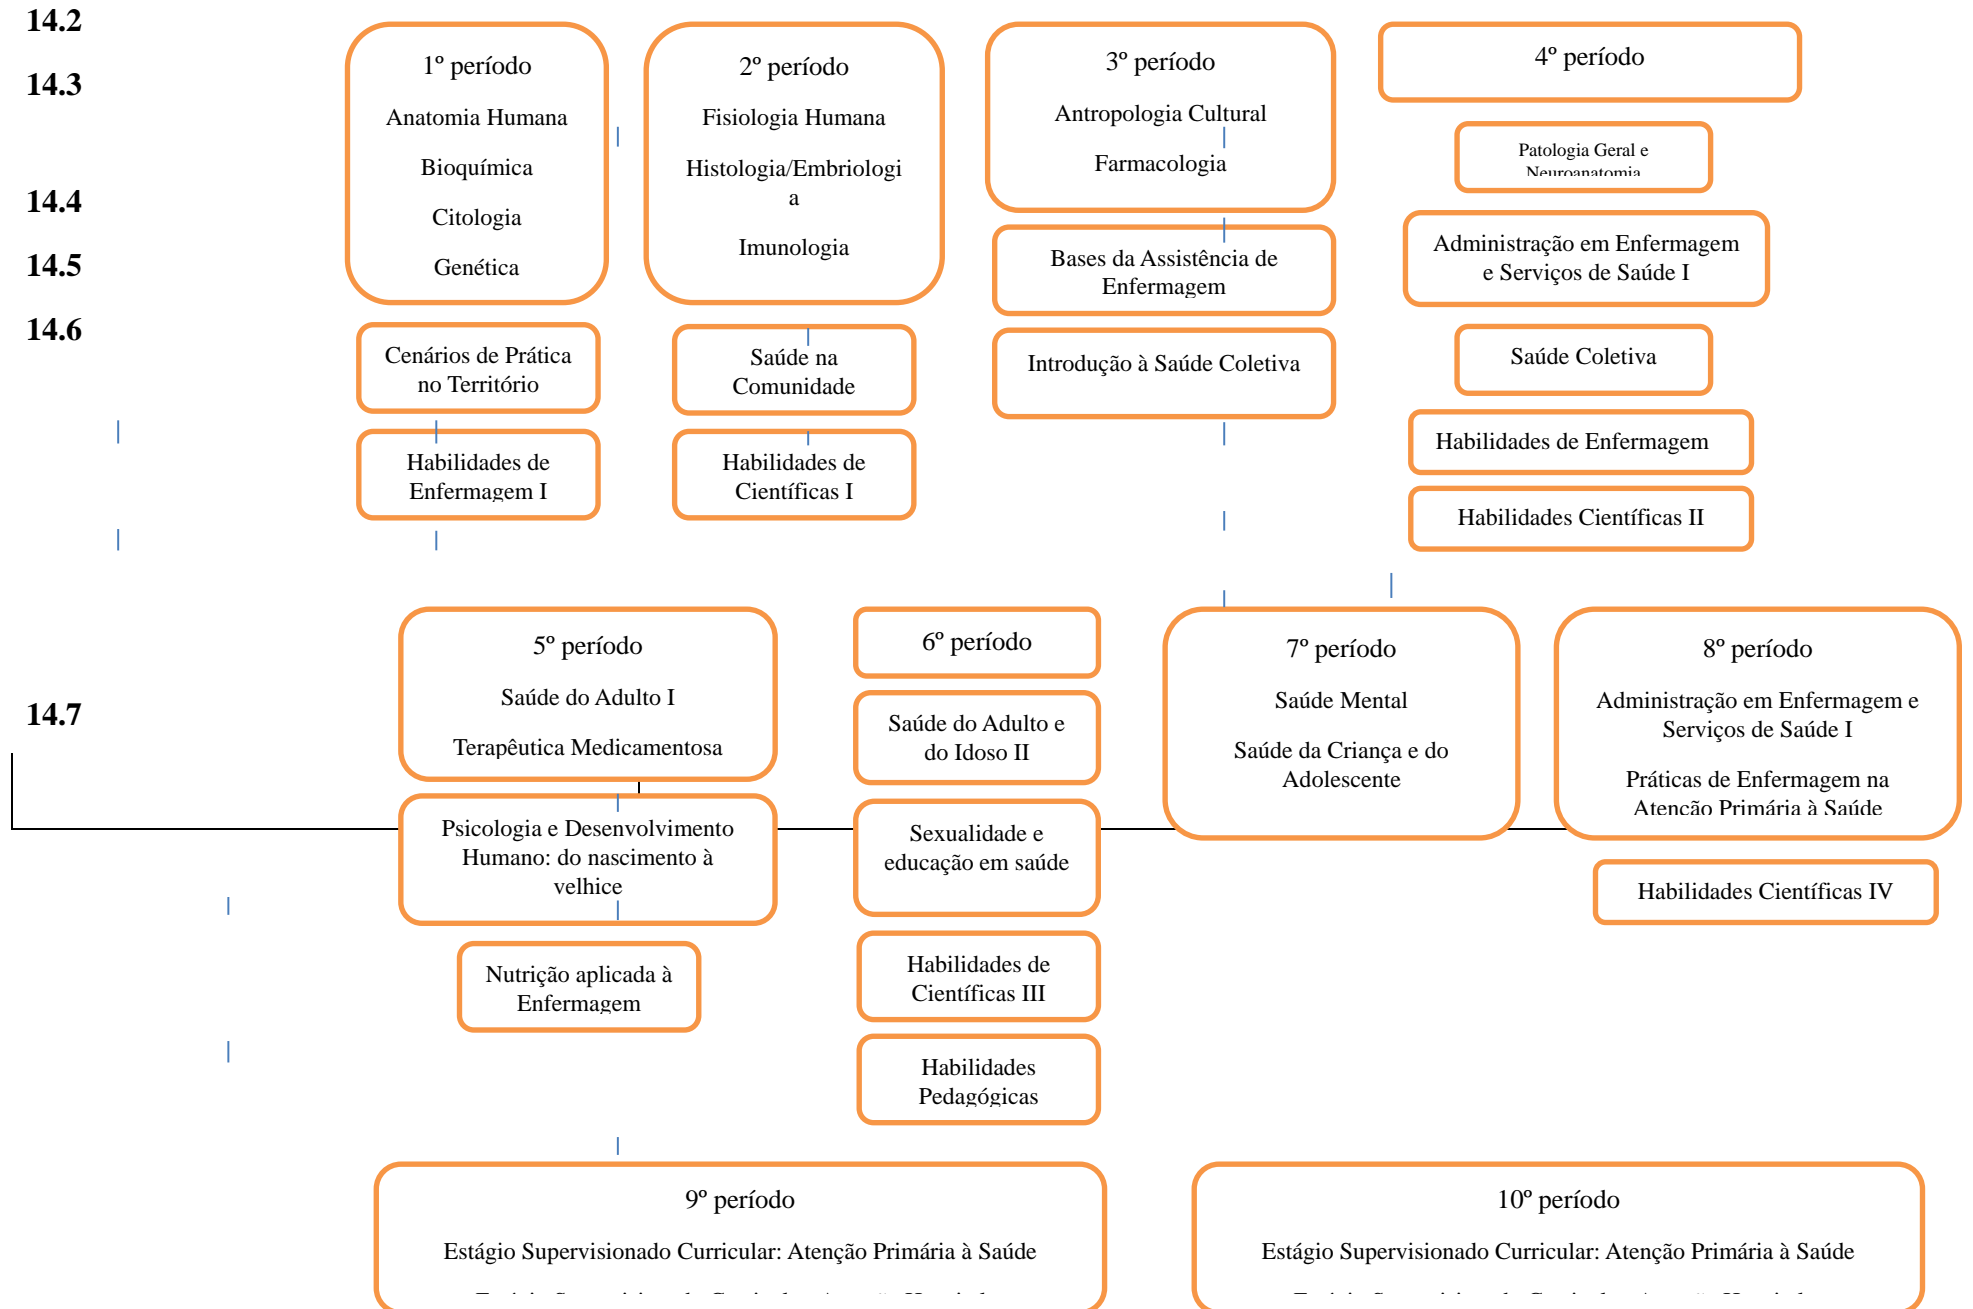 14.2
14.3
14.4
14.5
14.6
1º período
Anatomia Humana
Bioquímica
Citologia
Genética
Cenários de Prática
no Território
Habilidades de
Enfermagem I
2º período
Fisiologia Humana
Histologia/Embriologi
a
Imunologia
Saúde na
Comunidade
Habilidades de
Científicas I
3º período
Antropologia Cultural
Farmacologia
Bases da Assistência de
Enfermagem
Introdução à Saúde Coletiva
4º período
Patologia Geral e
Neuroanatomia
Administração em Enfermagem
e Serviços de Saúde I
Saúde Coletiva
Habilidades de Enfermagem
Habilidades Científicas II
14.7
5º período
Saúde do Adulto I
Terapêutica Medicamentosa
Psicologia e Desenvolvimento
Humano: do nascimento à
velhice
Nutrição aplicada à
Enfermagem
6º período
Saúde do Adulto e
do Idoso II
Sexualidade e
educação em saúde
Habilidades de
Científicas III
Habilidades
Pedagógicas
7º período
Saúde Mental
Saúde da Criança e do
Adolescente
8º período
Administração em Enfermagem e
Serviços de Saúde I
Práticas de Enfermagem na
Atenção Primária à Saúde
Habilidades Científicas IV
9º período
Estágio Supervisionado Curricular: Atenção Primária à Saúde
10º período
Estágio Supervisionado Curricular: Atenção Primária à Saúde